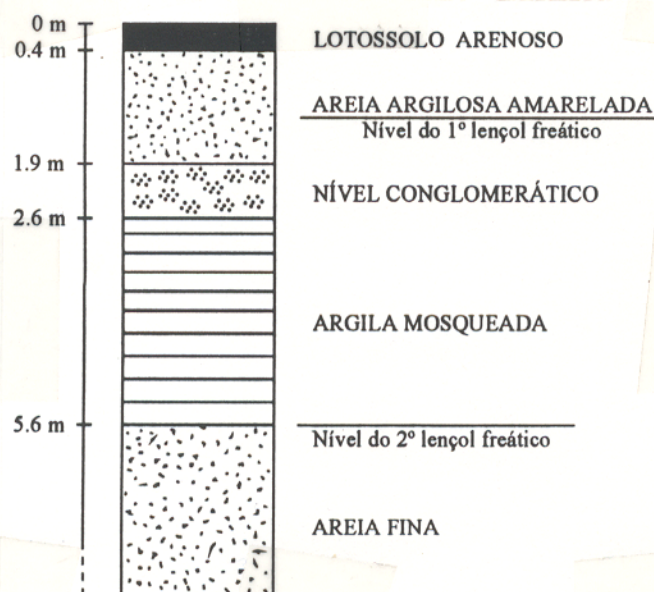 0 m
LOTOSSOLO ARENOSO
0.4 m
AREIA ARGILOSA AMARELADA
Nível do 1º lençol freático
1.9 m
NÍVEL CONGLOMERÁTICO
2.6 m
ARGILA MOSQUEADA
5.6 m
Nível do 2º lençol freático
AREIA FINA